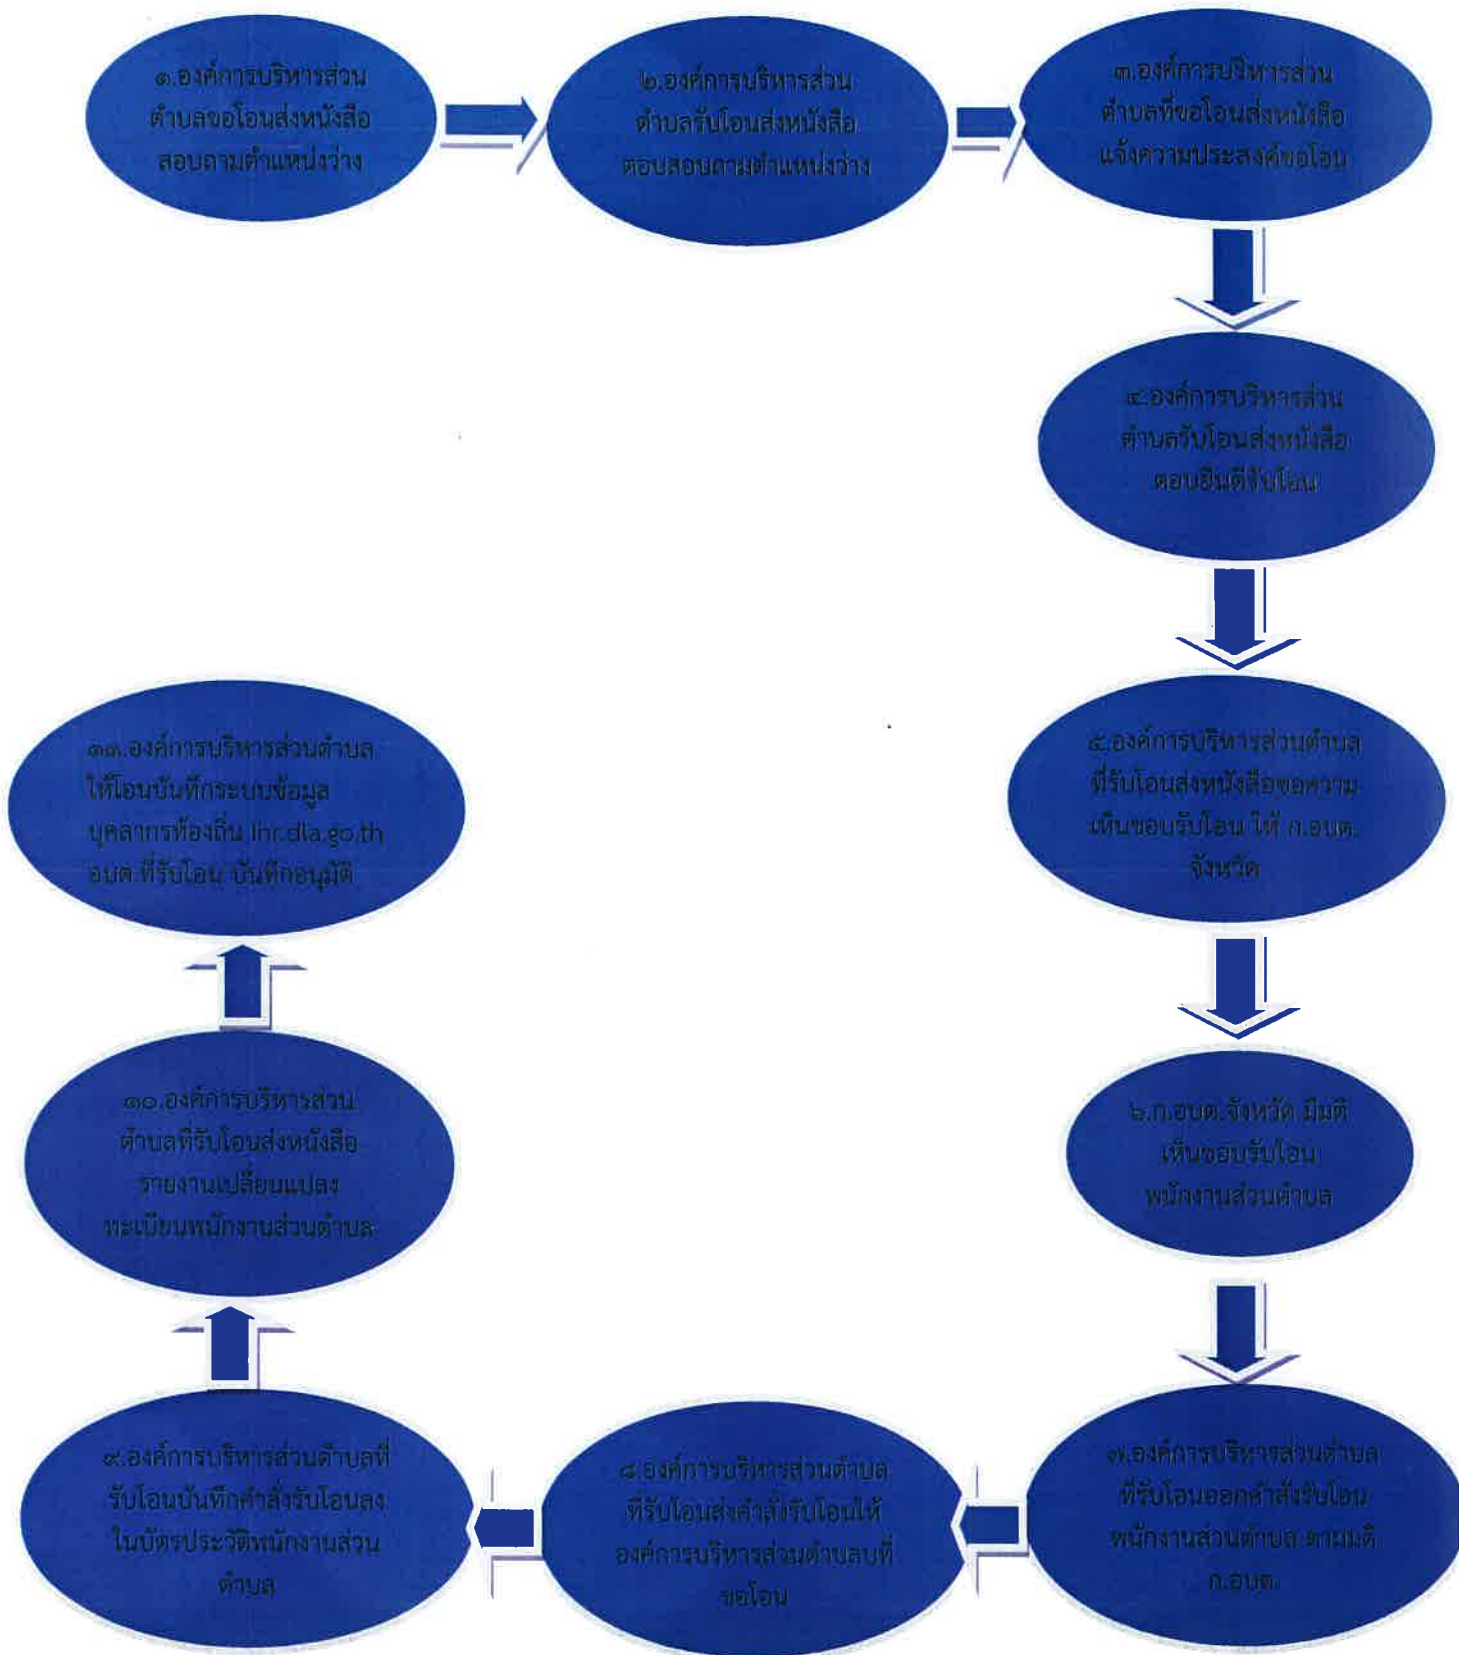 ๑.องค์การบริหารส่วน
ตำบลขอโอนส่งหนังสือ
สอบถามตำแหน่งว่าง
๒.องค์การบริหารส่วน
ตำบลรับโอนส่งหนังสือ
ตอบสอบถามตำแหน่งว่าง
๓.องค์การบริหารส่วน
ตำบลที่ขอโอนส่งหนังสือ
แจ้งความประสงค์ขอโอน
๔.องค์การบริหารส่วน
ตำบลรับโอนส่งหนังสือ
ตอบยินดีรับโอน
๕.องค์การบริหารส่วนตำบล
ที่รับโอนส่งหนังสือขอความ
เห็นชอบรับโอน ให้ ก.อบต.
จังหวัด
๖.ก.อบต.จังหวัด มีมติ
เห็นชอบรับโอน
พนักงานส่วนตำบล
๗.องค์การบริหารส่วนตำบล
ที่รับโอนออกคำสั่งรับโอน
พนักงานส่วนตำบล ตามมติ
ก.อบต.
๘.องค์การบริหารส่วนตำบล
ที่รับโอนส่งคำสั่งรับโอนให้
องค์การบริหารส่วนตำบลบที่
ขอโอน
๙.องค์การบริหารส่วนตำบลที่
รับโอนบันทึกคำสั่งรับโอนลง
ในบัตรประวัติพนักงานส่วน
ตำบล
๑๐.องค์การบริหารส่วน
ตำบลที่รับโอนส่งหนังสือ
รายงานเปลี่ยนแปลง
ทะเบียนพนักงานส่วนตำบล
๑๑.องค์การบริหารส่วนตำบล
ให้โอนบันทึกระบบข้อมูล
บุคลากรท้องถิ่น lhr.dla.go.th
อบต.ที่รับโอน บันทึกอนุมัติ